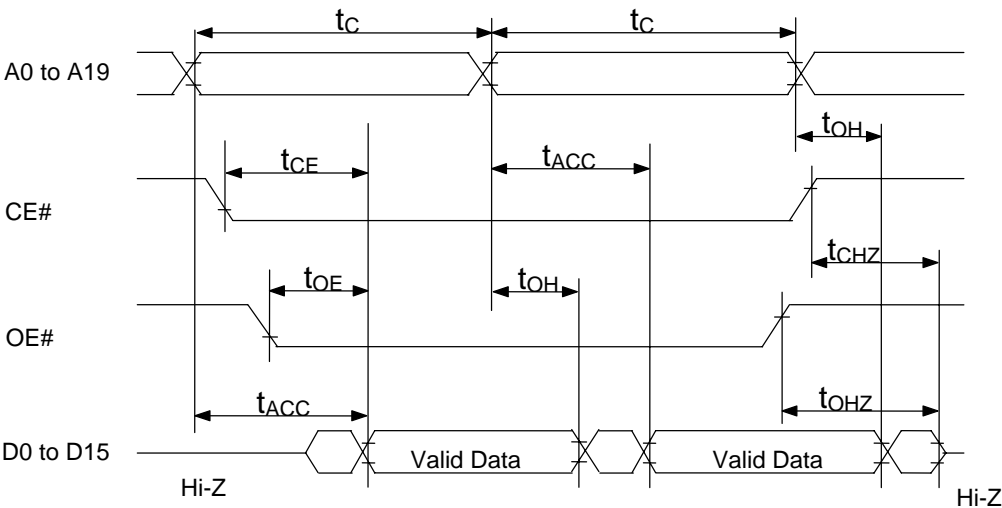 tC tC
A0 to A19
tOH
tCE tACC
CE#
tCHZ
tOE tOH
OE#
tACC tOHZ
D0 to D15 Valid Data Valid Data
Hi-Z Hi-Z